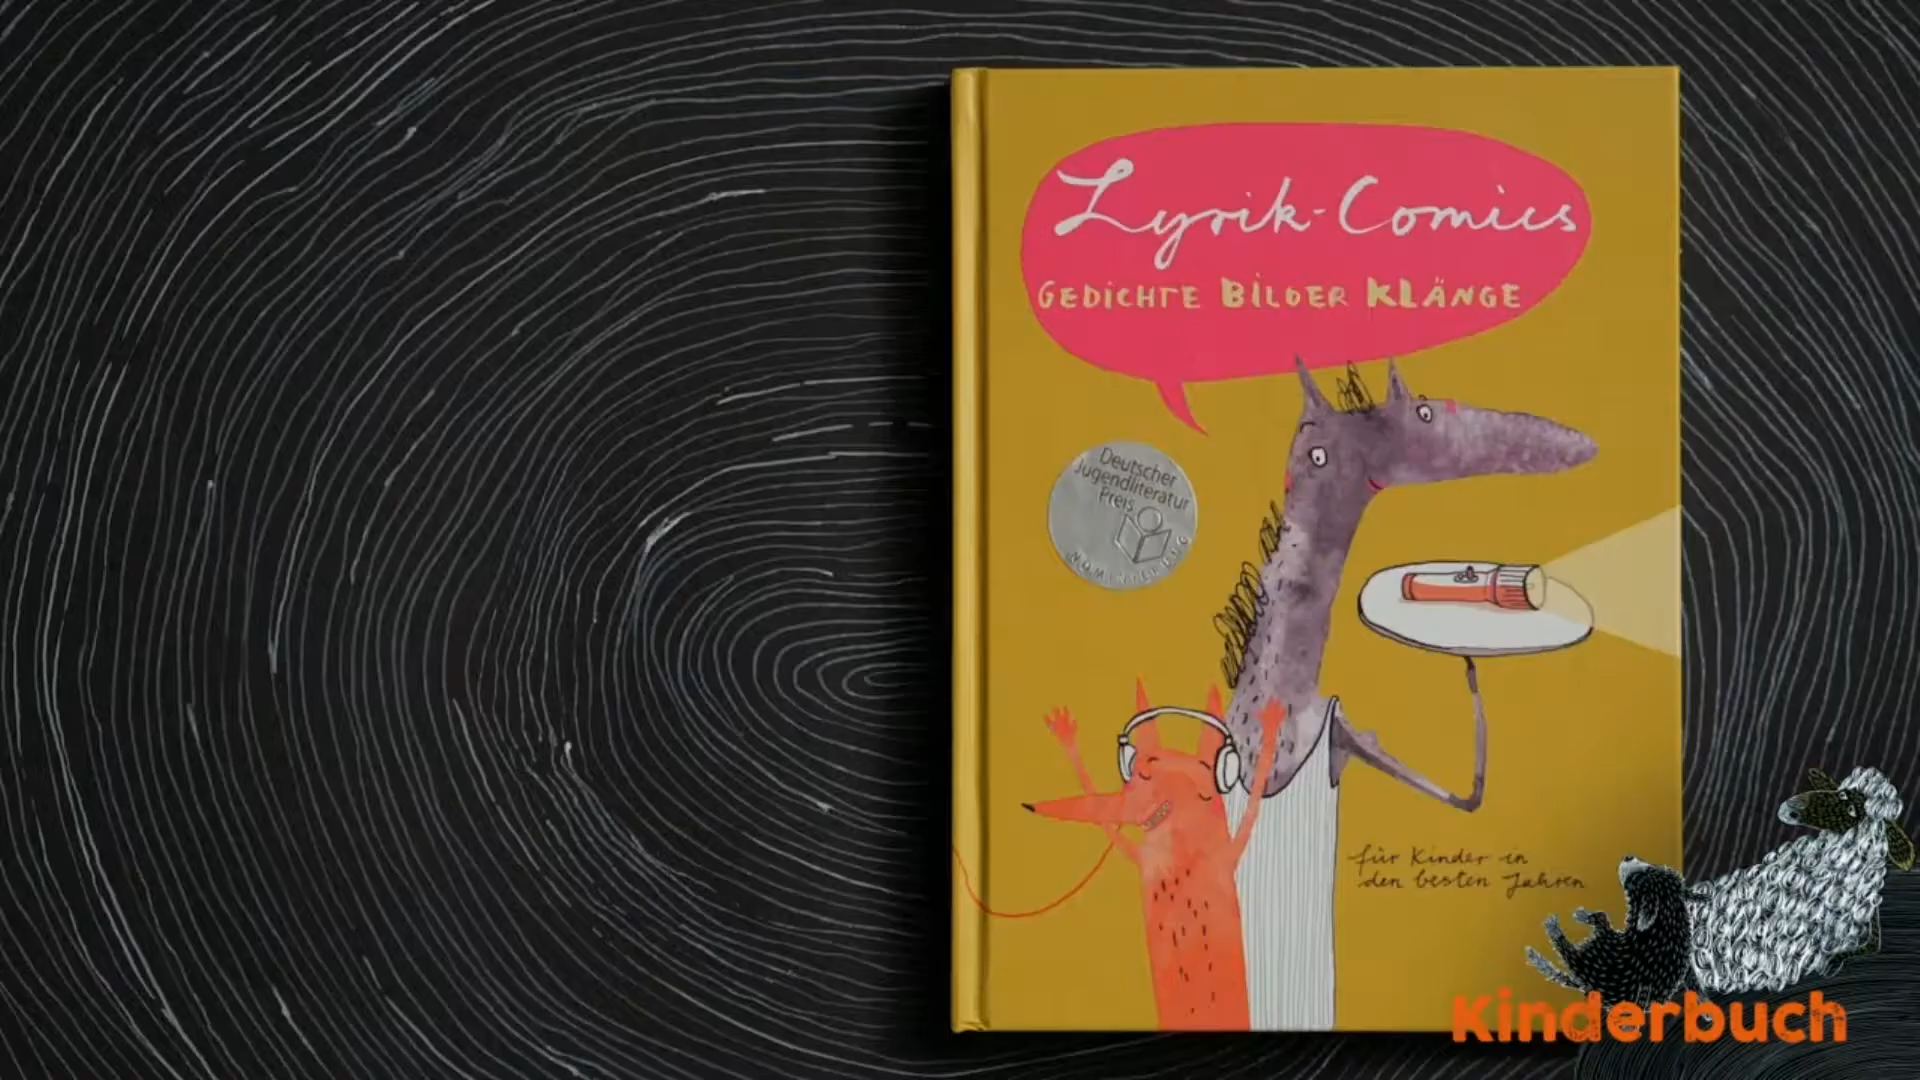 Lyrik-Comics
GEDICHTE BILDER KLÄNGE
Deutscher
Jugendliteratur
Preis
NOMINIERUNG
für Kinder in
den besten Jahren
Kinderbuch